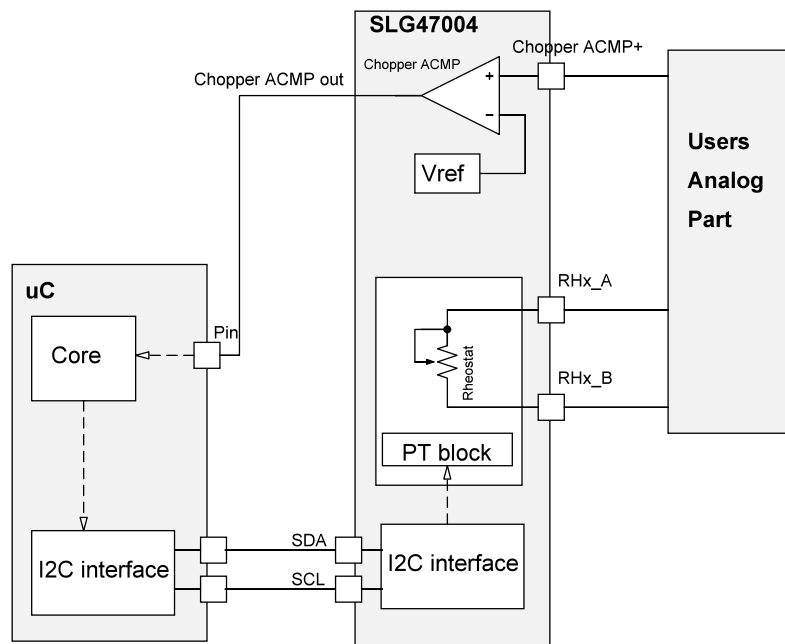 SLG47004
Chopper ACMP+
Chopper ACMP
Chopper ACMP out
+
−
Vref
Users
Analog
Part
uC
RHx_A
Pin
Core
Rheostat
RHx_B
PT block
SDA
I2C interface
I2C interface
SCL